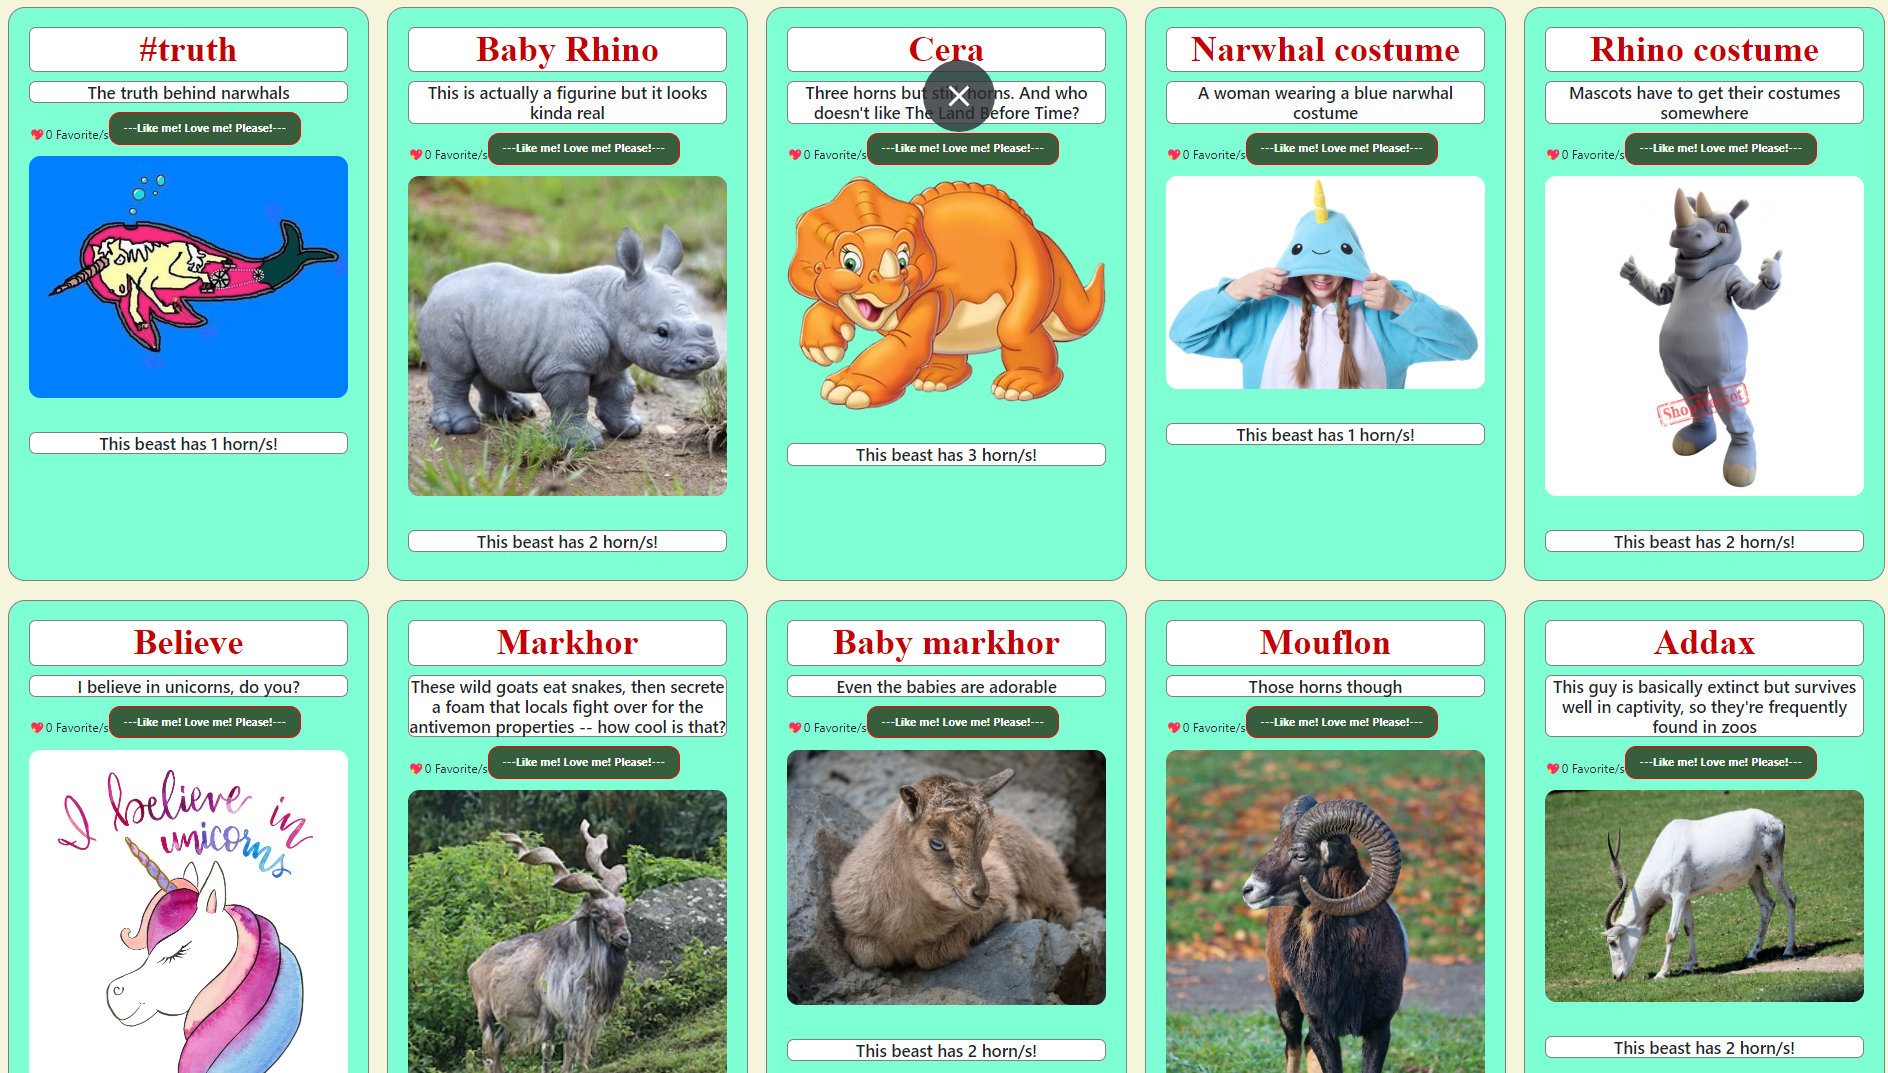 #truth
The truth behind narwhals
💖0 Favorite/s
---Like me! Love me! Please!---
This beast has 1 horn/s!
Baby Rhino
This is actually a figurine but it looks
kinda real
💖0 Favorite/s
---Like me! Love me! Please!---
This beast has 2 horn/s!
Cera
Three horns but still horns. And who
doesn't like The Land Before Time?
💖0 Favorite/s
---Like me! Love me! Please!---
This beast has 3 horn/s!
Narwhal costume
A woman wearing a blue narwhal
costume
💖0 Favorite/s
---Like me! Love me! Please!---
This beast has 1 horn/s!
Rhino costume
Mascots have to get their costumes
somewhere
💖0 Favorite/s
---Like me! Love me! Please!---
ShopMascot
This beast has 2 horn/s!
Believe
I believe in unicorns, do you?
💖0 Favorite/s
---Like me! Love me! Please!---
I believe in
unicorns
Markhor
These wild goats eat snakes, then secrete
a foam that locals fight over for the
antivemon properties -- how cool is that?
💖0 Favorite/s
---Like me! Love me! Please!---
Baby markhor
Even the babies are adorable
💖0 Favorite/s
---Like me! Love me! Please!---
This beast has 2 horn/s!
Mouflon
Those horns though
💖0 Favorite/s
---Like me! Love me! Please!---
Addax
This guy is basically extinct but survives
well in captivity, so they're frequently
found in zoos
💖0 Favorite/s
---Like me! Love me! Please!---
This beast has 2 horn/s!